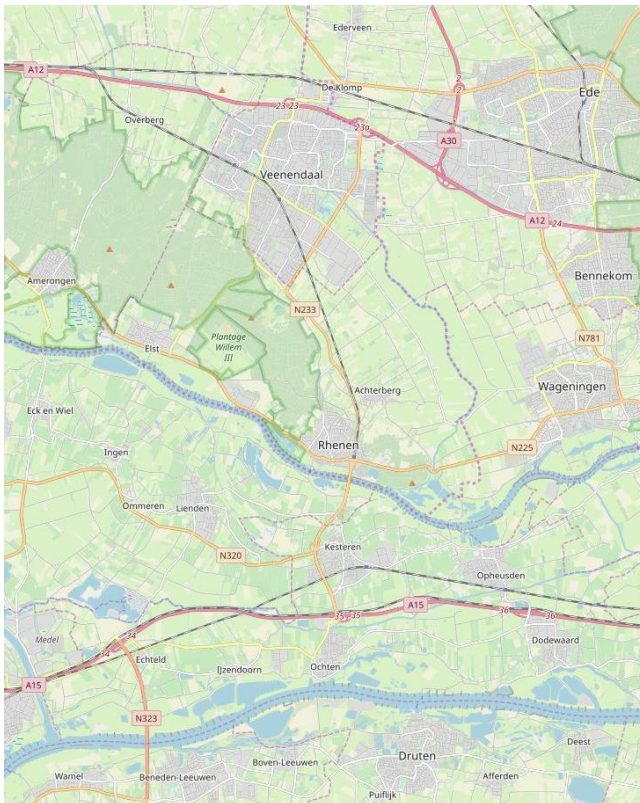 Ederveen
A12
De Klomp
2
2
Ede
23 23
23a
Overberg
A30
Veenendaal
A12
24
Bennekom
Amerongen
N233
Plantage
Willem
III
N781
Elst
Wageningen
Achterberg
Eck en Wiel
Rhenen
N225
Ingen
Ommeren
Lienden
Kesteren
N320
Opheusden
A15
35
35
36
36
34
Medel
Dodewaard
34
Echteld
IJzendoorn
Ochten
A15
N323
Deest
Druten
Boven-Leeuwen
Wamel
Beneden-Leeuwen
Afferden
Puiflijk